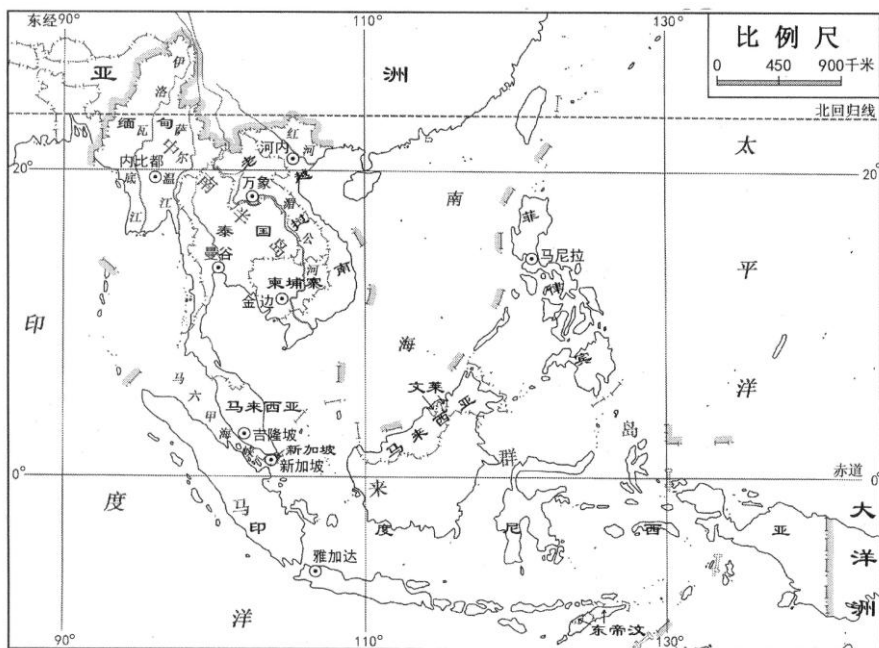 东经90°
110°
130°
比例尺
0 450 900千米
亚
洲
北回归线
太
平
洋
伊
洛
瓦
底
江
缅甸
萨
尔
温
江
中
南
半
岛
内比都
河内
红
河
老
越
南
万象
湄
公
河
泰国
曼谷
柬埔寨
金边
南
海
20°
20°
菲
律
宾
马尼拉
印
度
洋
马
六
甲
海
峡
马来西亚
吉隆坡
新加坡
新加坡
文莱
马来西亚
马
来
群
岛
0°
0°
赤道
印
度
尼
西
亚
雅加达
东帝汶
大
洋
洲
90°
110°
130°